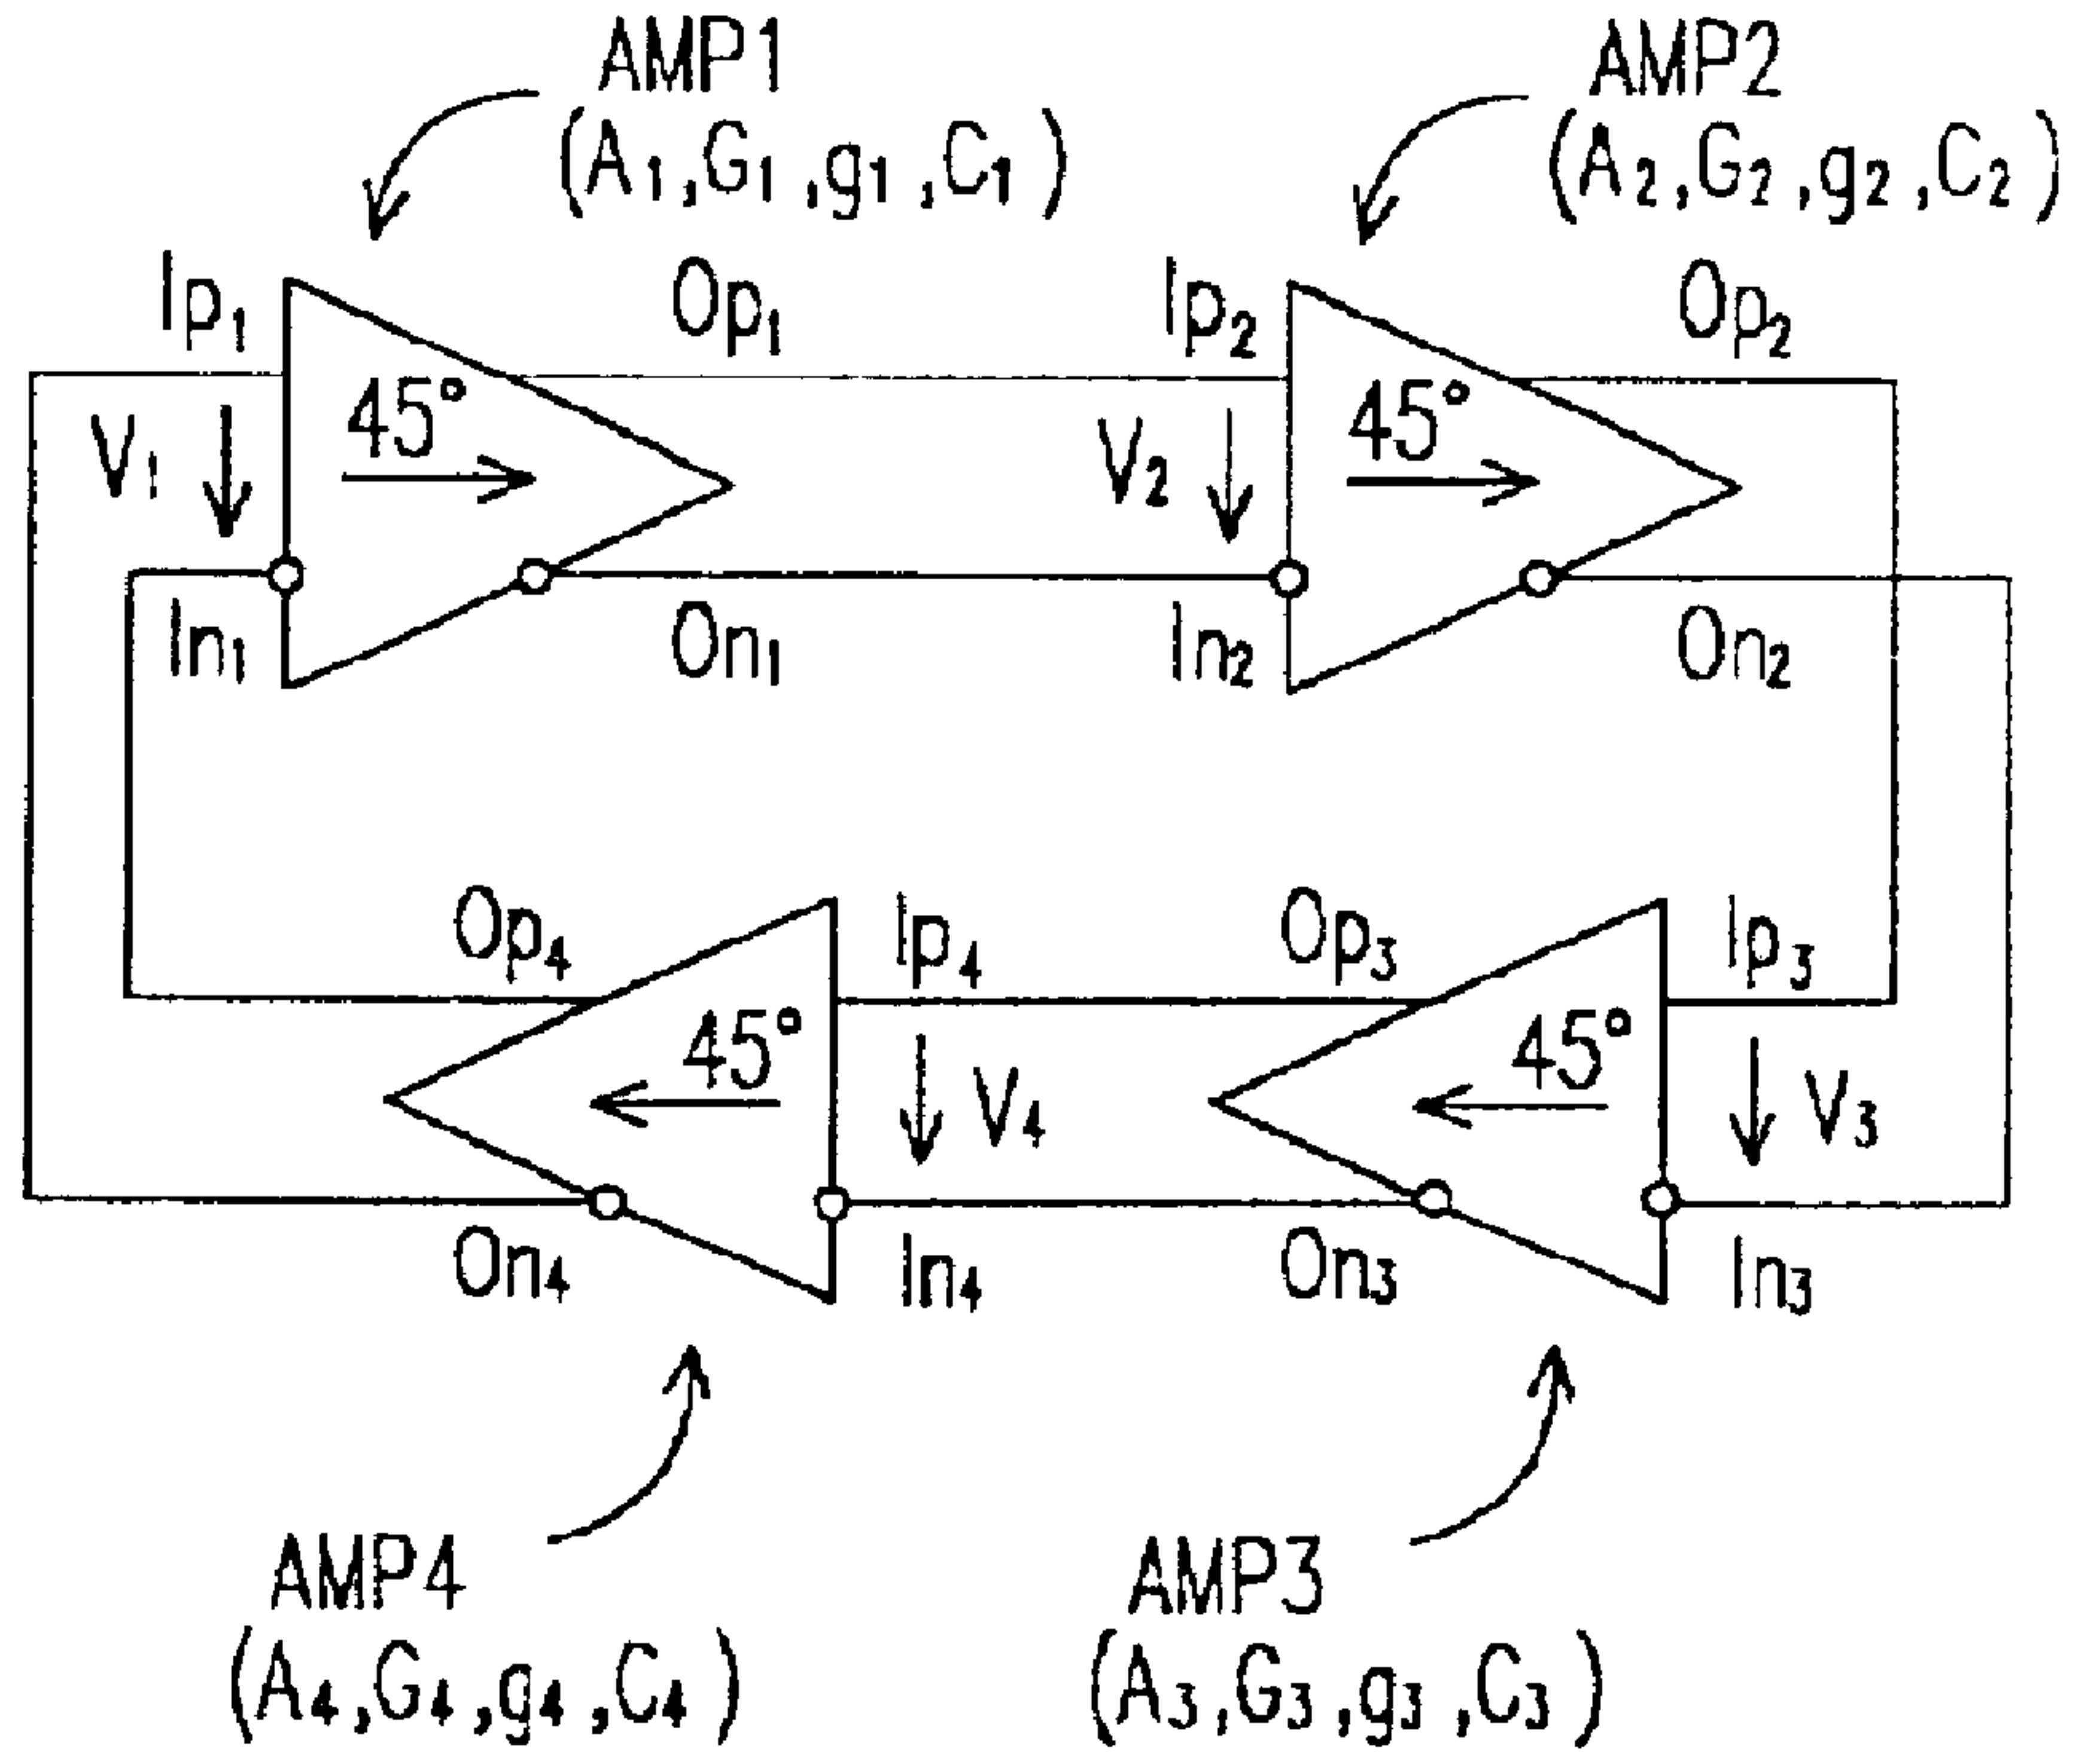 AMP1
(A1,G1,g1,C1)
AMP2
(A2,G2,g2,C2)
Ip1
Op1
Ip2
Op2
45°
45°
V1
V2
In1
On1
In2
On2
Op4
Ip4
Op3
Ip3
45°
45°
V4
V3
On4
In4
On3
In3
AMP4
(A4,G4,g4,C4)
AMP3
(A3,G3,g3,C3)